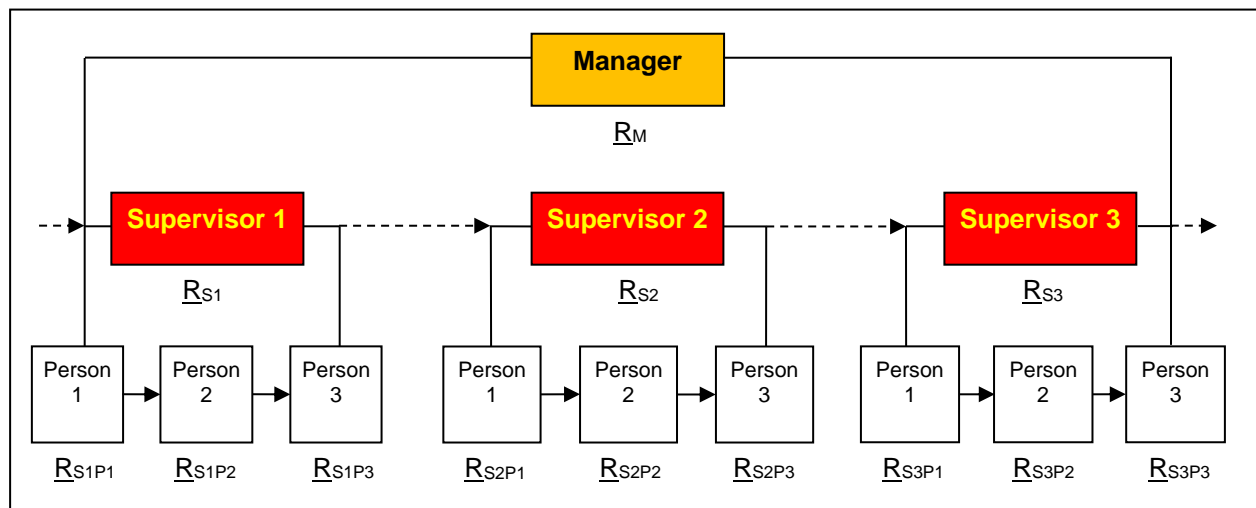 Manager
RM
Supervisor 1
Supervisor 2
Supervisor 3
RS1
RS2
RS3
Person
1
Person
2
Person
3
Person
1
Person
2
Person
3
Person
1
Person
2
Person
3
RS1P1
RS1P2
RS1P3
RS2P1
RS2P2
RS2P3
RS3P1
RS3P2
RS3P3